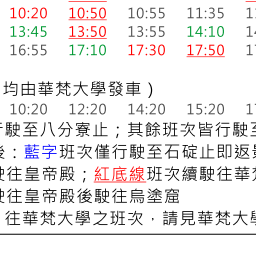 10:20 10:50 10:55 11:35 11
13:45 13:50 13:55 14:10 14
16:55 17:10 17:30 17:50 17
均由華梵大學發車）
10:20 12:20 14:20 15:20 17
行駛至八分寮止；其餘班次皆行駛至
後：藍字班次僅行駛至石碇止即返
駛往皇帝殿；紅底線班次續駛往華
駛往皇帝殿後駛往烏塗窟
往華梵大學之班次，請見華梵大學